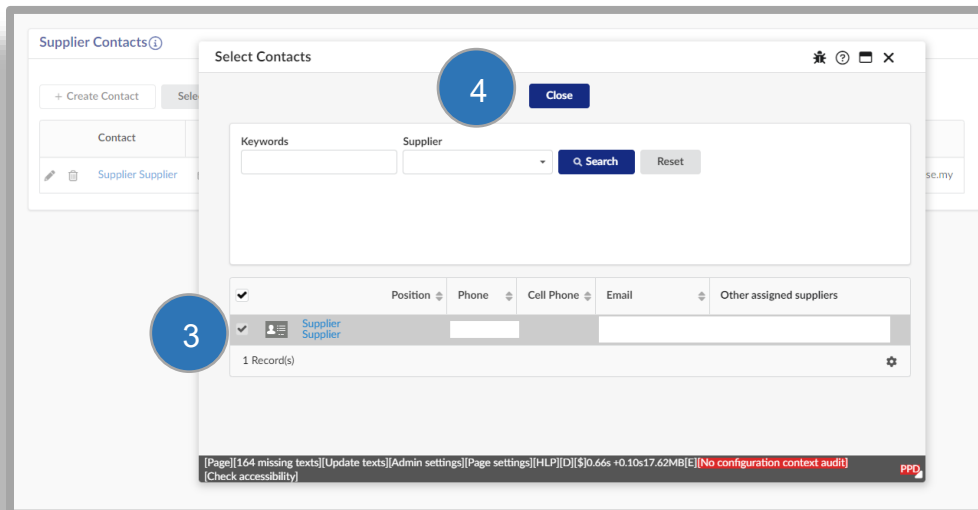 Supplier Contacts
+ Create Contact
Contact
Supplier Supplier
se.my
Select Contacts
4
Close
Keywords Supplier
Search Reset
Position Phone Cell Phone Email Other assigned suppliers
3
Supplier
Supplier
1 Record(s)
[Page][164 missing texts][Update texts][Admin settings][Page settings][HLP][D][$]0.66s +0.10s17.62MB[E][No configuration context audit]
[Check accessibility]
PPD